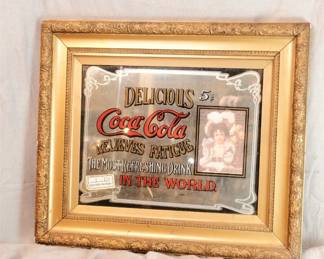 DELICIOUS 5¢
Coca-Cola
RELIEVES FATIGUE
THE MOST REFRESHING DRINK
IN THE WORLD